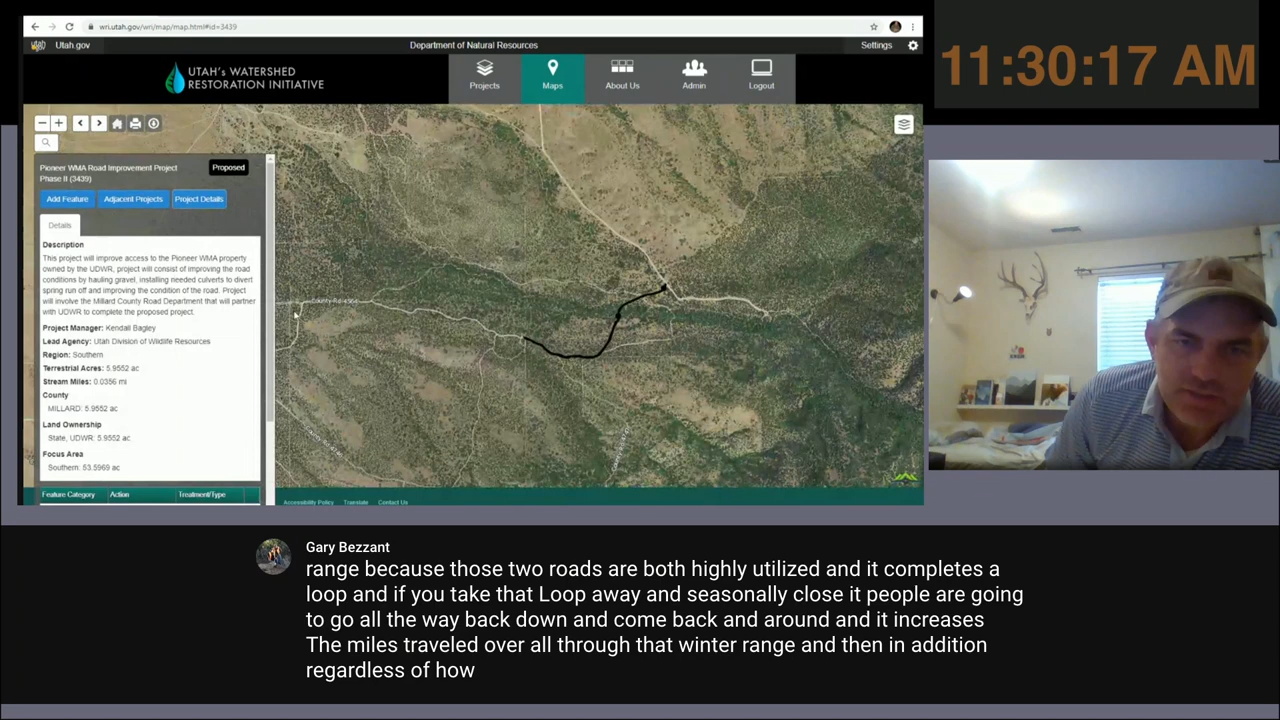 wri.utah.gov/wri/map/map.html#id=3439
11:30:17 AM
Utah.gov
Department of Natural Resources
Settings
UTAH's WATERSHED
RESTORATION INITIATIVE
Projects
Maps
About Us
Admin
Logout
Pioneer WMA Road Improvement Project
Phase II (3439)
Proposed
Add Feature
Adjacent Projects
Project Details
Details
Description
This project will improve access to the Pioneer WMA property
owned by the UDWR, project will consist of improving the road
conditions by hauling gravel, installing needed culverts to divert
spring run off and improving the condition of the road. Project
will involve the Millard County Road Department that will partner
with UDWR to complete the proposed project.
Project Manager: Kendall Bagley
Lead Agency: Utah Division of Wildlife Resources
Region: Southern
Terrestrial Acres: 5.9552 ac
Stream Miles: 0.0356 mi
County
MILLARD: 5.9552 ac
Land Ownership
State, UDWR: 5.9552 ac
Focus Area
Southern: 53.5969 ac
Feature Category Action Treatment/Type
Accessibility Policy Translate Contact Us
Gary Bezzant
range because those two roads are both highly utilized and it completes a
loop and if you take that Loop away and seasonally close it people are going
to go all the way back down and come back and around and it increases
The miles traveled over all through that winter range and then in addition
regardless of how